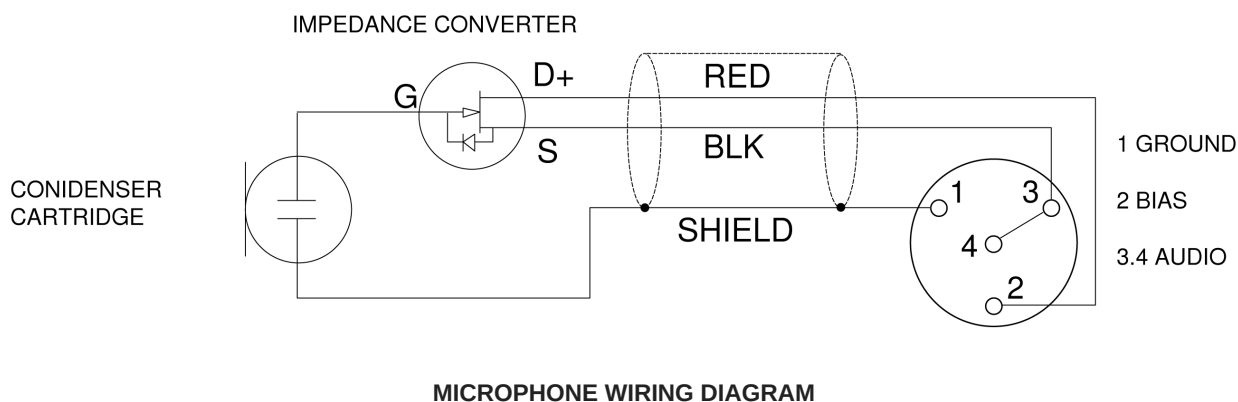 IMPEDANCE CONVERTER
D+
G
RED
S
BLK
1 GROUND
CONIDENSER
CARTRIDGE
1
3
2 BIAS
SHIELD
4
3.4 AUDIO
2
MICROPHONE WIRING DIAGRAM